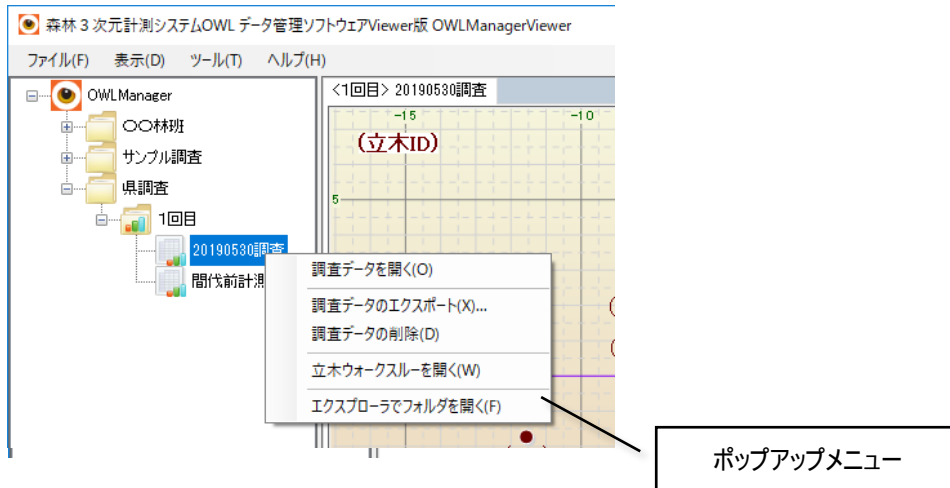 森林３次元計測システムOWL データ管理ソフトウェアViewer版 OWLManagerViewer
ファイル(F) 表示(D) ツール(T) ヘルプ(H)
OWLManager
〇〇林班
サンプル調査
県調査
1回目
20190530調査
間伐前計測
<1回目> 20190530調査
-15 -10
(立木ID)
5
調査データを開く(O)
調査データのエクスポート(X)...
調査データの削除(D)
立木ウォークスルーを開く(W)
エクスプローラでフォルダを開く(F)
ポップアップメニュー